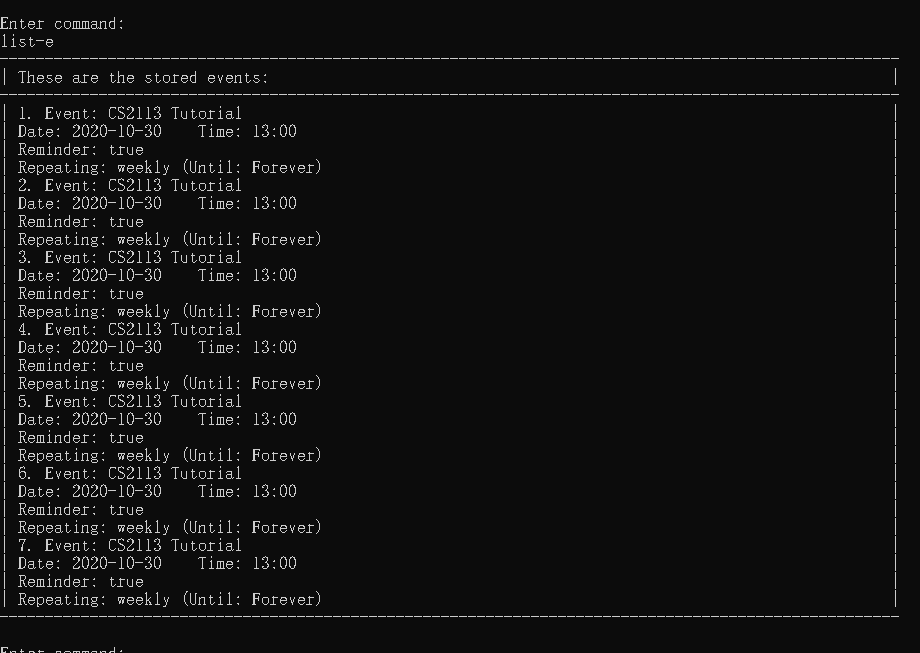 Enter command:
list-e
| These are the stored events: |
| 1. Event: CS2113 Tutorial |
| Date: 2020-10-30    Time: 13:00 |
| Reminder: true |
| Repeating: weekly (Until: Forever) |
| 2. Event: CS2113 Tutorial |
| Date: 2020-10-30    Time: 13:00 |
| Reminder: true |
| Repeating: weekly (Until: Forever) |
| 3. Event: CS2113 Tutorial |
| Date: 2020-10-30    Time: 13:00 |
| Reminder: true |
| Repeating: weekly (Until: Forever) |
| 4. Event: CS2113 Tutorial |
| Date: 2020-10-30    Time: 13:00 |
| Reminder: true |
| Repeating: weekly (Until: Forever) |
| 5. Event: CS2113 Tutorial |
| Date: 2020-10-30    Time: 13:00 |
| Reminder: true |
| Repeating: weekly (Until: Forever) |
| 6. Event: CS2113 Tutorial |
| Date: 2020-10-30    Time: 13:00 |
| Reminder: true |
| Repeating: weekly (Until: Forever) |
| 7. Event: CS2113 Tutorial |
| Date: 2020-10-30    Time: 13:00 |
| Reminder: true |
| Repeating: weekly (Until: Forever) |
Enter command: